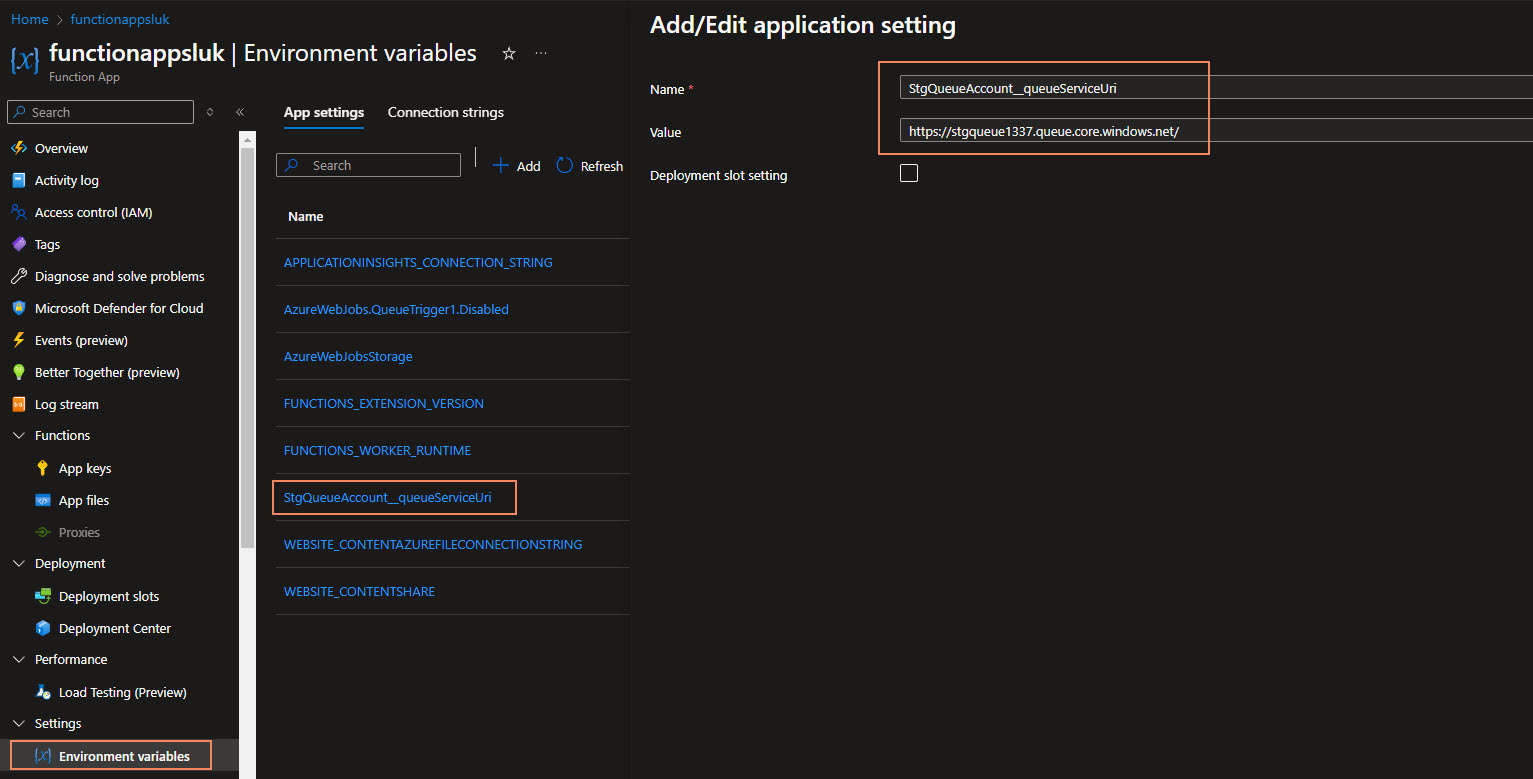 Home > functionappsluk
functionappsluk | Environment variables
Function App
Search
Overview
Activity log
Access control (IAM)
Tags
Diagnose and solve problems
Microsoft Defender for Cloud
Events (preview)
Better Together (preview)
Log stream
Functions
App keys
App files
Proxies
Deployment
Deployment slots
Deployment Center
Performance
Load Testing (Preview)
Settings
Environment variables
App settings Connection strings
Search Add Refresh
Name
APPLICATIONINSIGHTS_CONNECTION_STRING
AzureWebJobs.QueueTrigger1.Disabled
AzureWebJobsStorage
FUNCTIONS_EXTENSION_VERSION
FUNCTIONS_WORKER_RUNTIME
StgQueueAccount__queueServiceUri
WEBSITE_CONTENTAZUREFILECONNECTIONSTRING
WEBSITE_CONTENTSHARE
Add/Edit application setting
Name * StgQueueAccount__queueServiceUri
Value https://stgqueue1337.queue.core.windows.net/
Deployment slot setting